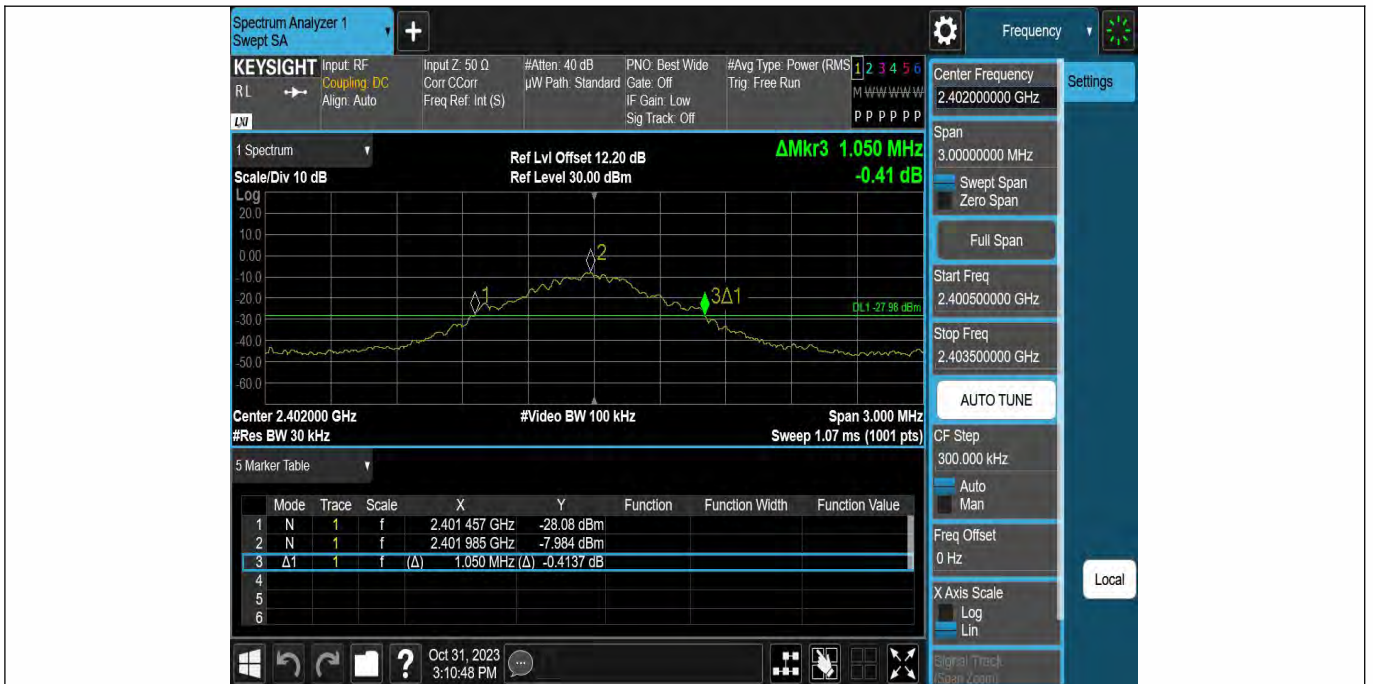 Spectrum Analyzer 1
Swept SA
+
Frequency
KEYSIGHT
RL
LXI
Input: RF
Coupling: DC
Align: Auto
Input Z: 50 Ω
Corr CCorr
Freq Ref: Int (S)
#Atten: 40 dB
µW Path: Standard
PNO: Best Wide
Gate: Off
IF Gain: Low
Sig Track: Off
#Avg Type: Power (RMS
Trig: Free Run
1 2 3 4 5 6
M W W W W W
P P P P P P
1 Spectrum
Scale/Div 10 dB
Ref Lvl Offset 12.20 dB
Ref Level 30.00 dBm
ΔMkr3 1.050 MHz
-0.41 dB
Log
20.0
10.0
0.00
-10.0
-20.0
-30.0
-40.0
-50.0
-60.0
1
2
3Δ1
DL1 -27.98 dBm
Center 2.402000 GHz
#Video BW 100 kHz
Span 3.000 MHz
#Res BW 30 kHz
Sweep 1.07 ms (1001 pts)
5 Marker Table
Mode Trace Scale X Y Function Function Width Function Value
1 N 1 f 2.401 457 GHz -28.08 dBm
2 N 1 f 2.401 985 GHz -7.984 dBm
3 Δ1 1 f (Δ) 1.050 MHz (Δ) -0.4137 dB
4
5
6
Oct 31, 2023
3:10:48 PM
?
Center Frequency
2.402000000 GHz
Settings
Span
3.00000000 MHz
Swept Span
Zero Span
Full Span
Start Freq
2.400500000 GHz
Stop Freq
2.403500000 GHz
AUTO TUNE
CF Step
300.000 kHz
Auto
Man
Freq Offset
0 Hz
X Axis Scale
Log
Lin
Signal Track
(Span Zoom)
Local